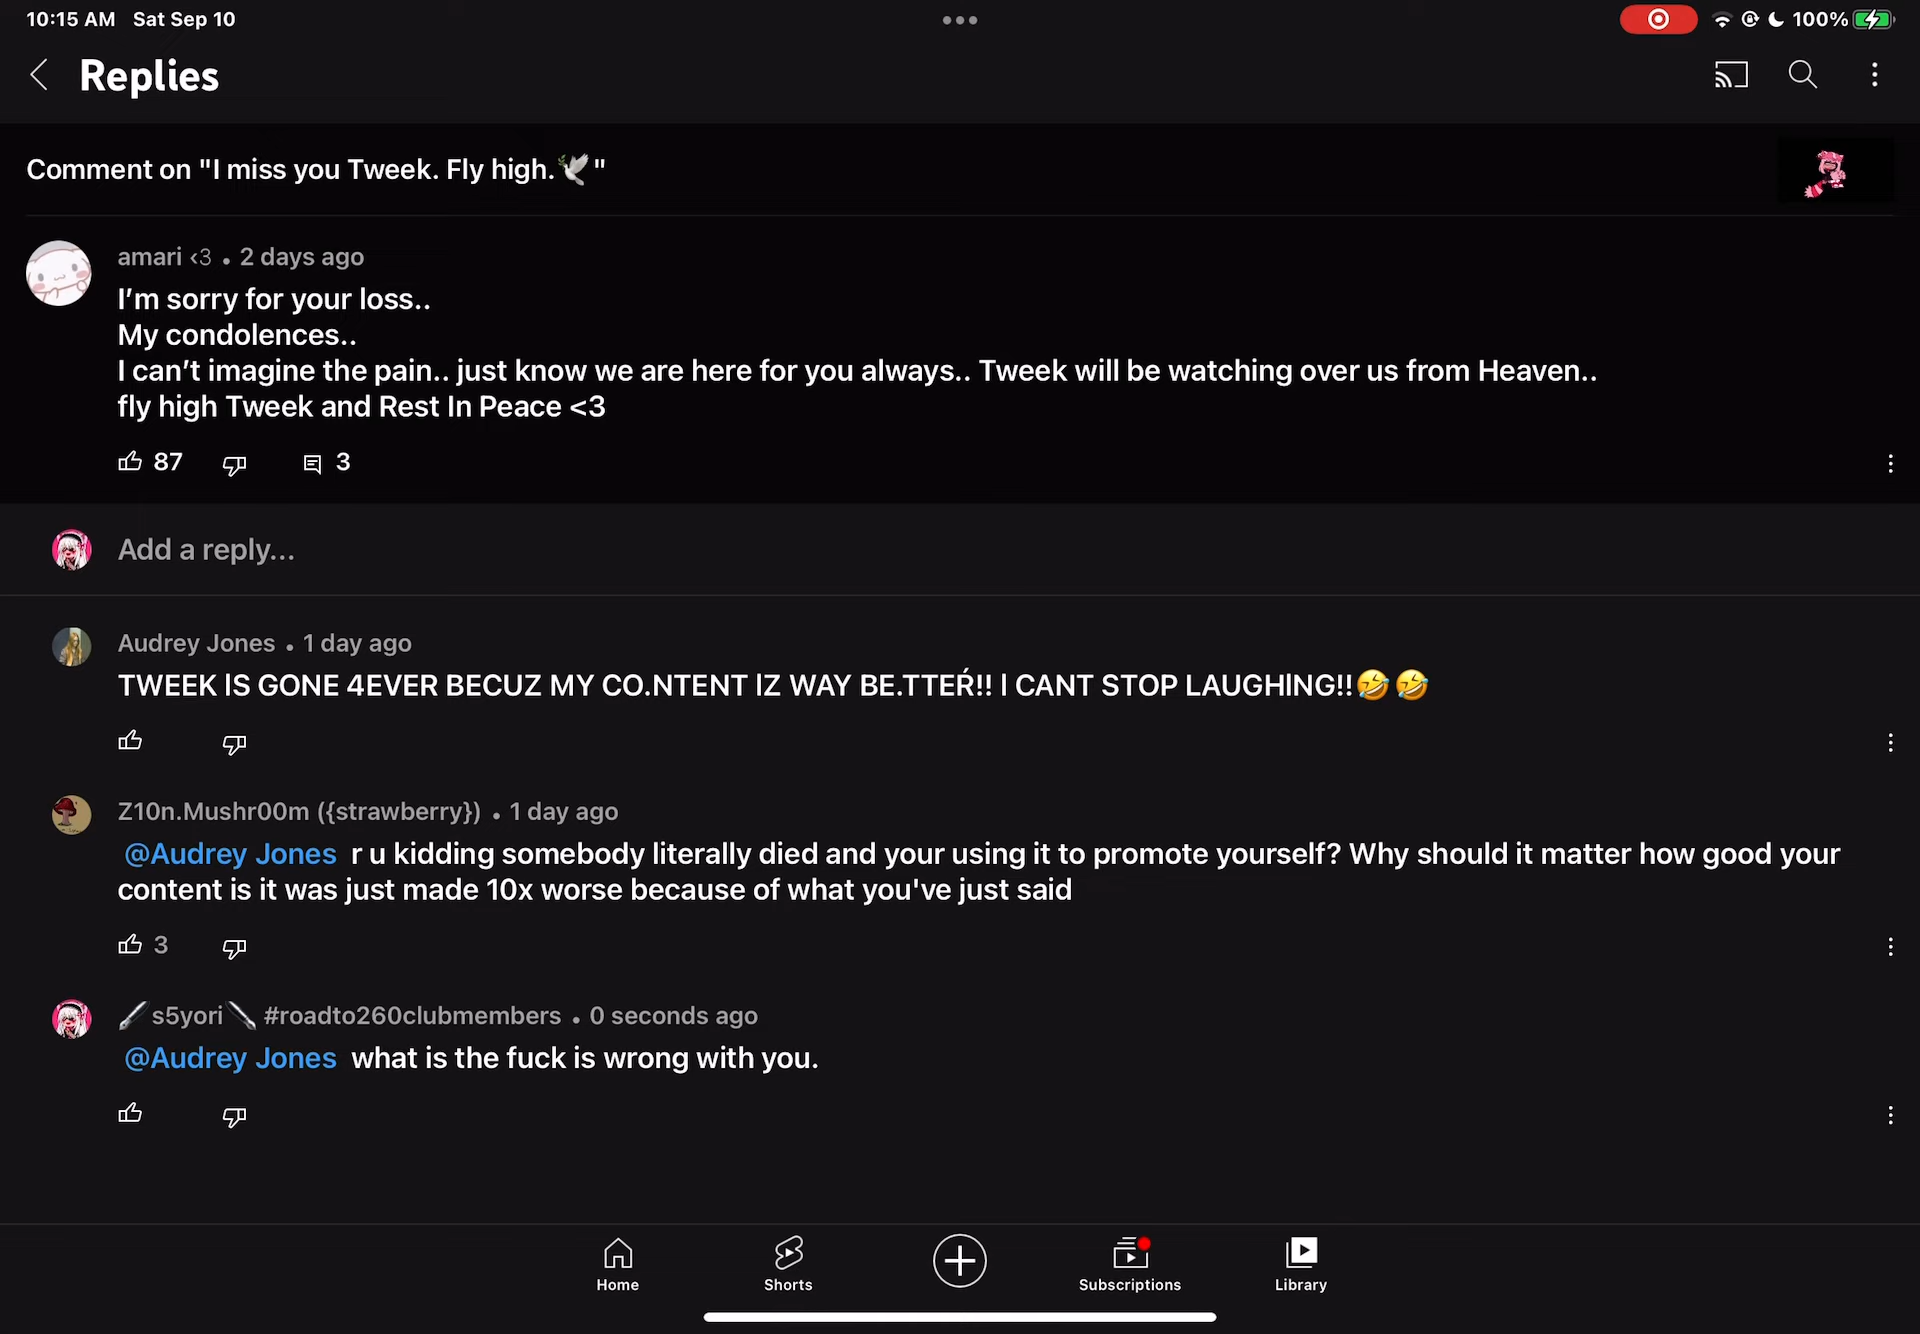 10:15 AM Sat Sep 10
100%
Replies
Comment on "I miss you Tweek. Fly high.🕊️"
amari <3 • 2 days ago
I'm sorry for your loss..
My condolences..
I can't imagine the pain.. just know we are here for you always.. Tweek will be watching over us from Heaven..
fly high Tweek and Rest In Peace <3
87 3
Add a reply...
Audrey Jones • 1 day ago
TWEEK IS GONE 4EVER BECUZ MY CO.NTENT IZ WAY BE.TTEŔ!! I CANT STOP LAUGHING!!🤣🤣
Z10n.Mushr00m ({strawberry}) • 1 day ago
@Audrey Jones r u kidding somebody literally died and your using it to promote yourself? Why should it matter how good your
content is it was just made 10x worse because of what you've just said
3
s5yori #roadto260clubmembers • 0 seconds ago
@Audrey Jones what is the fuck is wrong with you.
Home Shorts Subscriptions Library